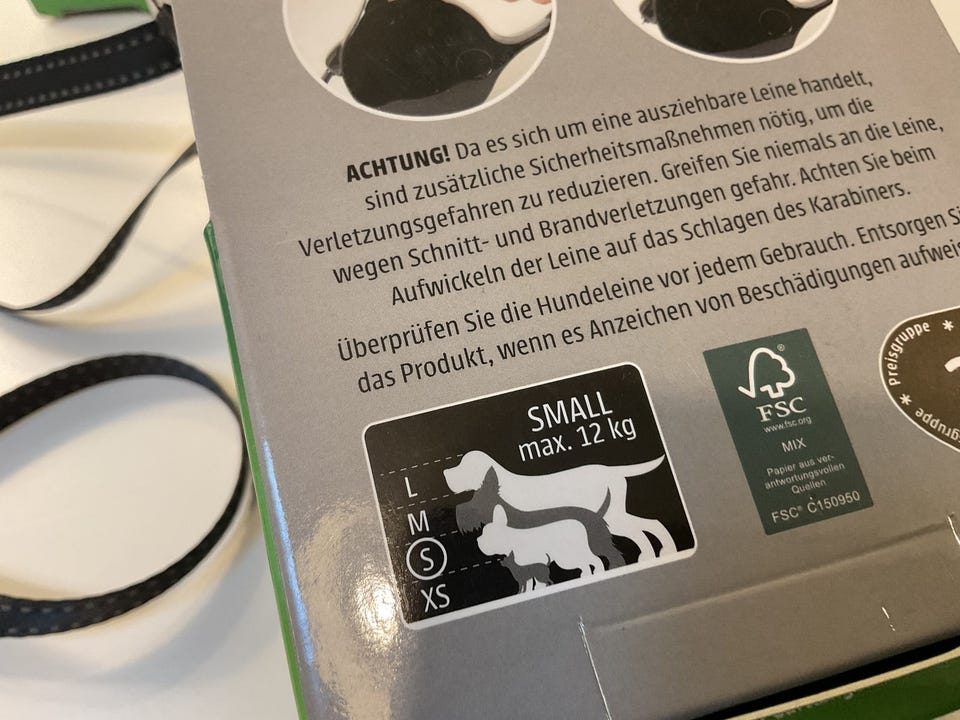 ACHTUNG! Da es sich um eine ausziehbare Leine handelt,
sind zusätzliche Sicherheitsmaßnehmen nötig, um die
Verletzungsgefahren zu reduzieren. Greifen Sie niemals an die Leine,
wegen Schnitt- und Brandverletzungen gefahr. Achten Sie beim
Aufwickeln der Leine auf das Schlagen des Karabiners.
Überprüfen Sie die Hundeleine vor jedem Gebrauch. Entsorgen
das Produkt, wenn es Anzeichen von Beschädigungen
SMALL
max. 12 kg
L
M
S
XS
FSC
www.fsc.org
MIX
Papier aus ver-
antwortungsvollen
Quellen
FSC® C150950
Preisgruppe